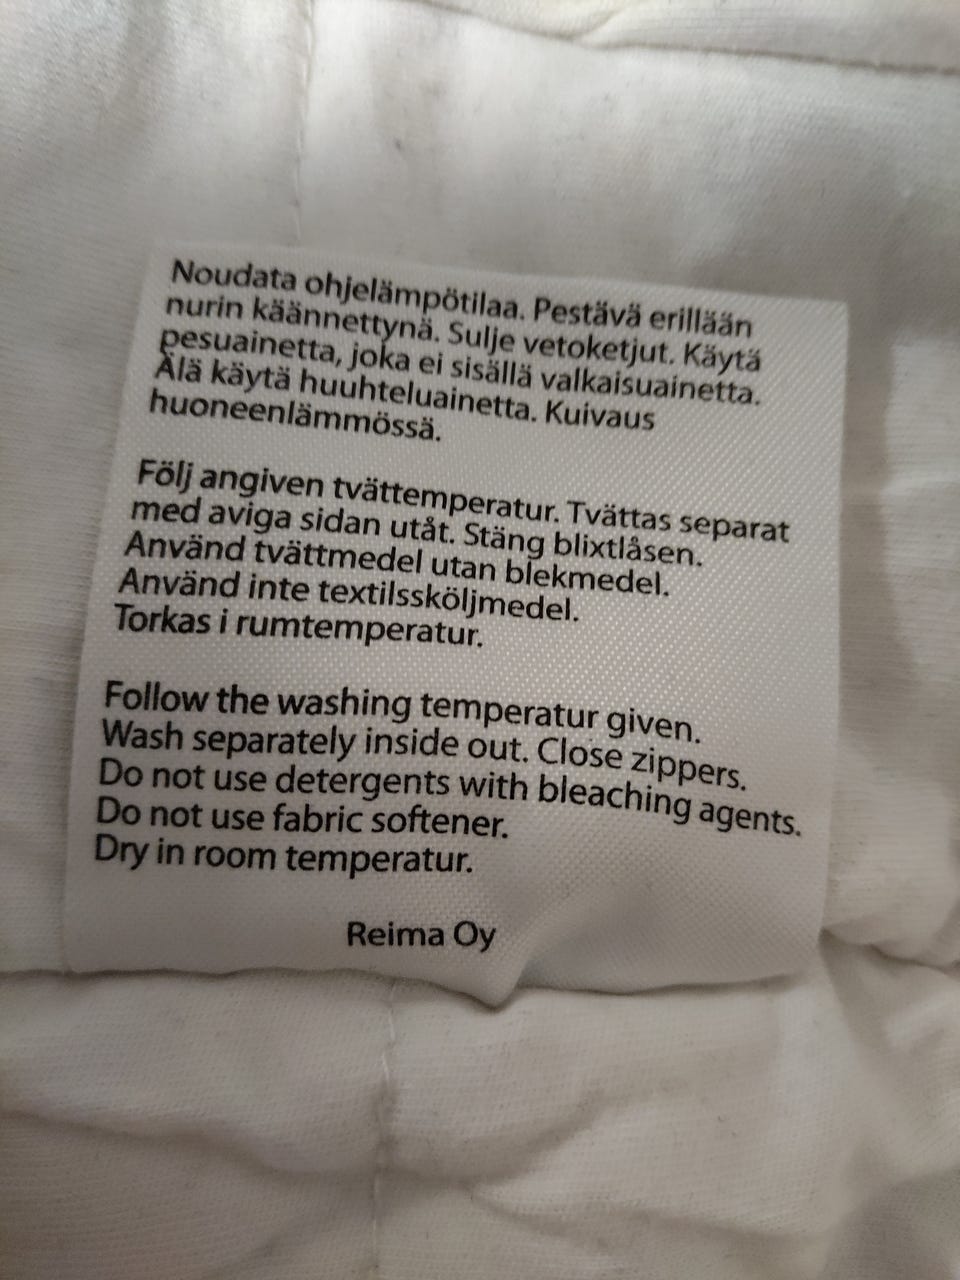 Noudata ohjelämpötilaa. Pestävä erillään
nurin käännettynä. Sulje vetoketjut. Käytä
pesuainetta, joka ei sisällä valkaisuainetta.
Älä käytä huuhteluainetta. Kuivaus
huoneenlämmössä.
Följ angiven tvättemperatur. Tvättas separat
med aviga sidan utåt. Stäng blixtlåsen.
Använd tvättmedel utan blekmedel.
Använd inte textilssköljmedel.
Torkas i rumtemperatur.
Follow the washing temperatur given.
Wash separately inside out. Close zippers.
Do not use detergents with bleaching agents.
Do not use fabric softener.
Dry in room temperatur.
Reima Oy